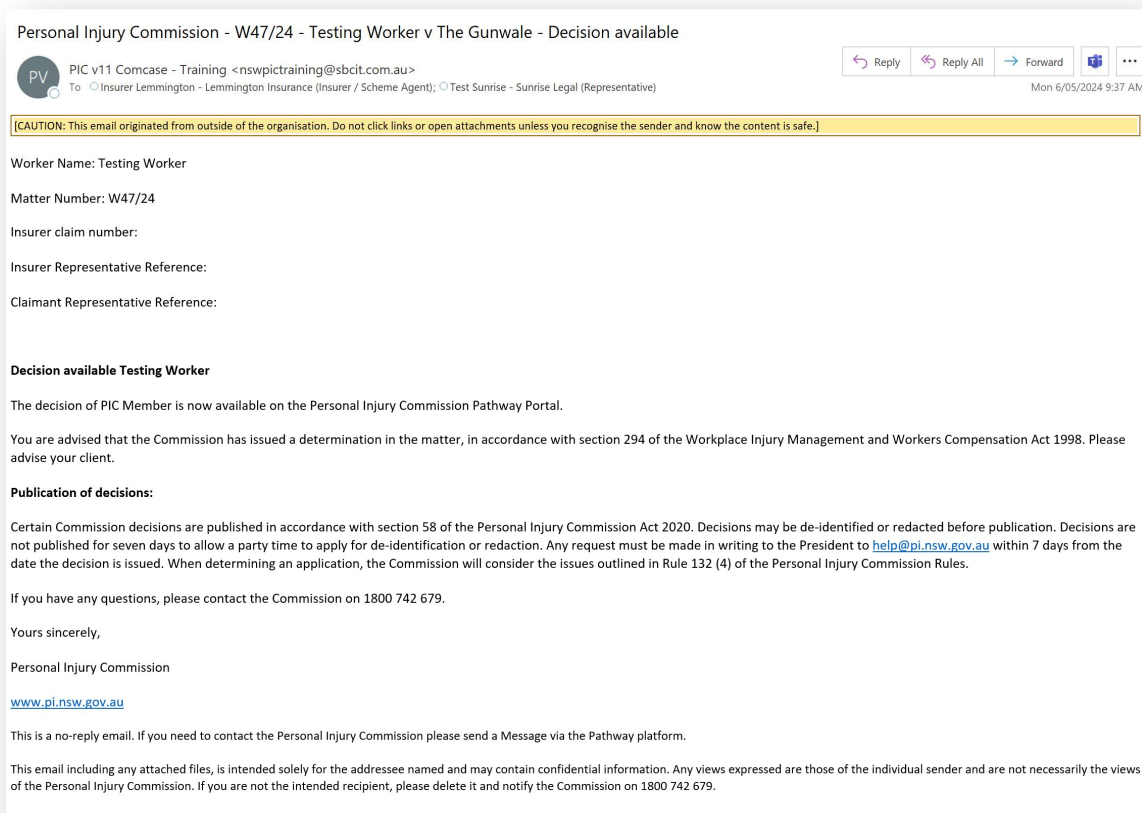 Personal Injury Commission - W47/24 - Testing Worker v The Gunwale - Decision available
PV
PIC v11 Comcase - Training <nswpictraining@sbcit.com.au>
To Insurer Lemmington - Lemmington Insurance (Insurer / Scheme Agent); Test Sunrise - Sunrise Legal (Representative)
Reply Reply All Forward
Mon 6/05/2024 9:37 AM
[CAUTION: This email originated from outside of the organisation. Do not click links or open attachments unless you recognise the sender and know the content is safe.]
Worker Name: Testing Worker
Matter Number: W47/24
Insurer claim number:
Insurer Representative Reference:
Claimant Representative Reference:
Decision available Testing Worker
The decision of PIC Member is now available on the Personal Injury Commission Pathway Portal.
You are advised that the Commission has issued a determination in the matter, in accordance with section 294 of the Workplace Injury Management and Workers Compensation Act 1998. Please
advise your client.
Publication of decisions:
Certain Commission decisions are published in accordance with section 58 of the Personal Injury Commission Act 2020. Decisions may be de-identified or redacted before publication. Decisions are
not published for seven days to allow a party time to apply for de-identification or redaction. Any request must be made in writing to the President to help@pi.nsw.gov.au within 7 days from the
date the decision is issued. When determining an application, the Commission will consider the issues outlined in Rule 132 (4) of the Personal Injury Commission Rules.
If you have any questions, please contact the Commission on 1800 742 679.
Yours sincerely,
Personal Injury Commission
www.pi.nsw.gov.au
This is a no-reply email. If you need to contact the Personal Injury Commission please send a Message via the Pathway platform.
This email including any attached files, is intended solely for the addressee named and may contain confidential information. Any views expressed are those of the individual sender and are not necessarily the views
of the Personal Injury Commission. If you are not the intended recipient, please delete it and notify the Commission on 1800 742 679.